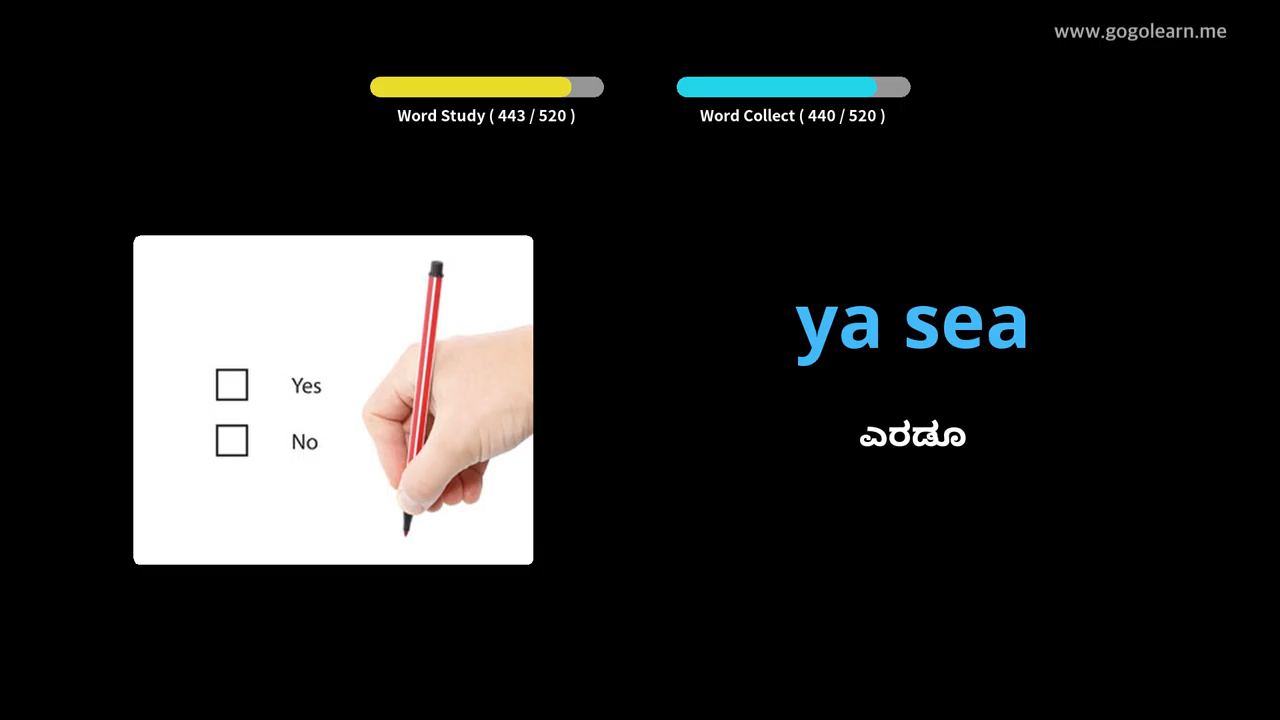 www.gogolearn.me
Word Study ( 443 / 520 )
Word Collect ( 440 / 520 )
Yes
No
ya sea
ಎರಡೂ